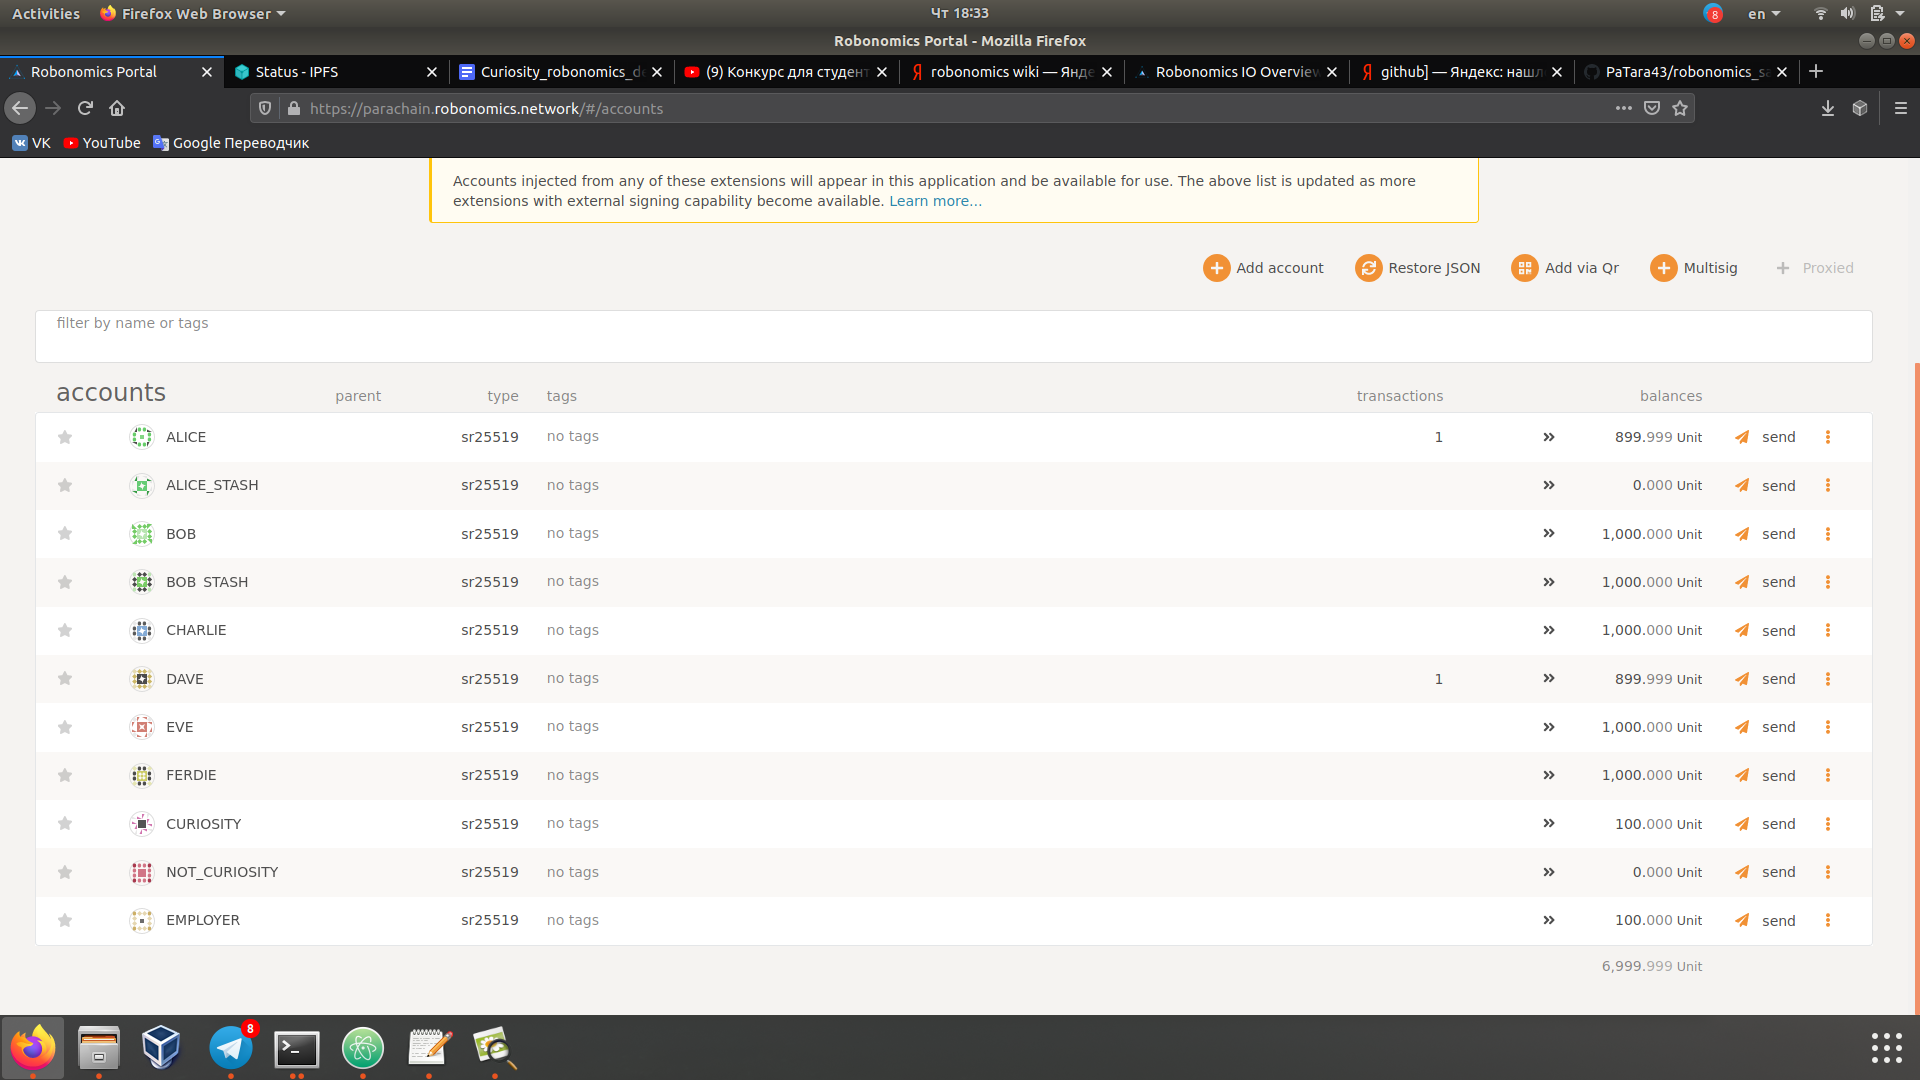 Activities Firefox Web Browser Чт 18:33 8 en
Robonomics Portal - Mozilla Firefox
Robonomics Portal Status - IPFS Curiosity_robonomics_de (9) Конкурс для студент robonomics wiki — Янде Robonomics IO Overview github] — Яндекс: нашл PaTara43/robonomics_sa
https://parachain.robonomics.network/#/accounts
VK YouTube Google Переводчик
Accounts injected from any of these extensions will appear in this application and be available for use. The above list is updated as more
extensions with external signing capability become available. Learn more...
Add account Restore JSON Add via Qr Multisig Proxied
filter by name or tags
accounts parent type tags transactions balances
ALICE sr25519 no tags 1 899.999 Unit send
ALICE_STASH sr25519 no tags 0.000 Unit send
BOB sr25519 no tags 1,000.000 Unit send
BOB_STASH sr25519 no tags 1,000.000 Unit send
CHARLIE sr25519 no tags 1,000.000 Unit send
DAVE sr25519 no tags 1 899.999 Unit send
EVE sr25519 no tags 1,000.000 Unit send
FERDIE sr25519 no tags 1,000.000 Unit send
CURIOSITY sr25519 no tags 100.000 Unit send
NOT_CURIOSITY sr25519 no tags 0.000 Unit send
EMPLOYER sr25519 no tags 100.000 Unit send
6,999.999 Unit
8